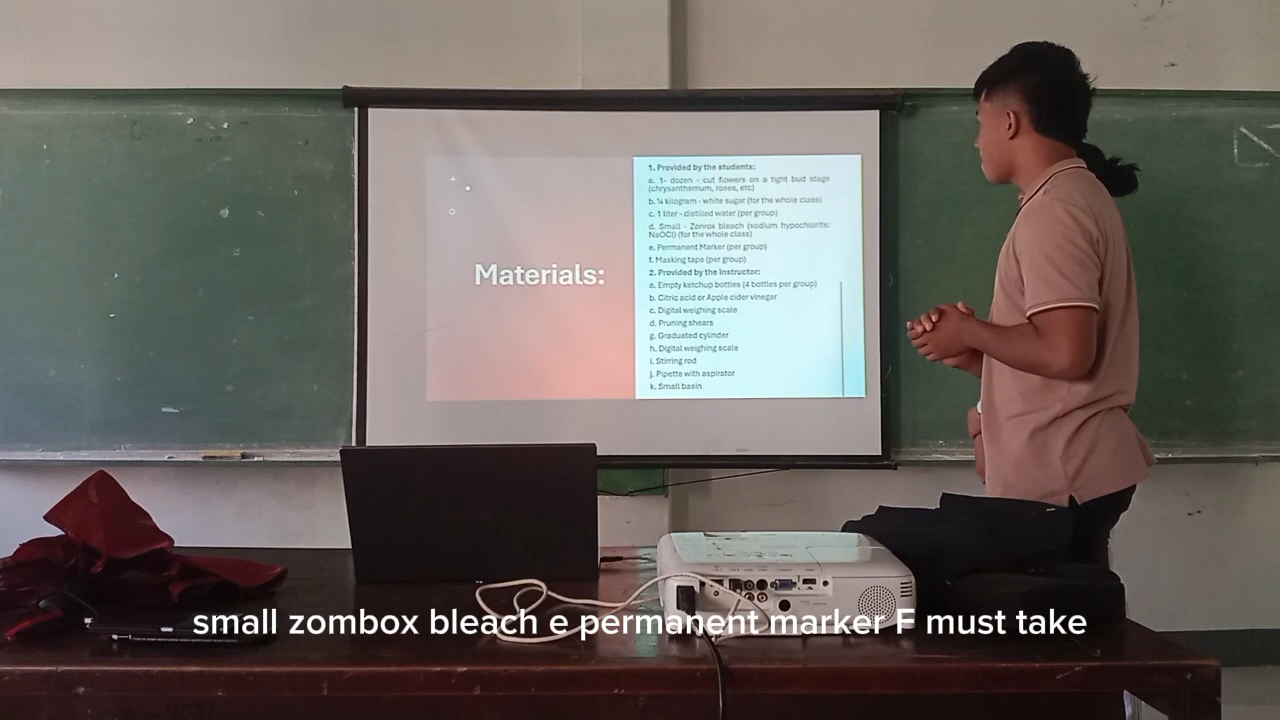 Materials:
1. Provided by the students:
a. 1- dozen - cut flowers on a tight bud stage
(chrysanthemum, roses, etc)
b. ¼ kilogram - white sugar (for the whole class)
c. 1 liter - distilled water (per group)
d. Small - Zonrox bleach (sodium hypochlorite:
NaOCl) (for the whole class)
e. Permanent Marker (per group)
f. Masking tape (per group)
2. Provided by the Instructor:
a. Empty ketchup bottles (4 bottles per group)
b. Citric acid or Apple cider vinegar
c. Digital weighing scale
d. Pruning shears
g. Graduated cylinder
h. Digital weighing scale
i. Stirring rod
j. Pipette with aspirator
k. Small basin
small zombox bleach e permanent marker F must take